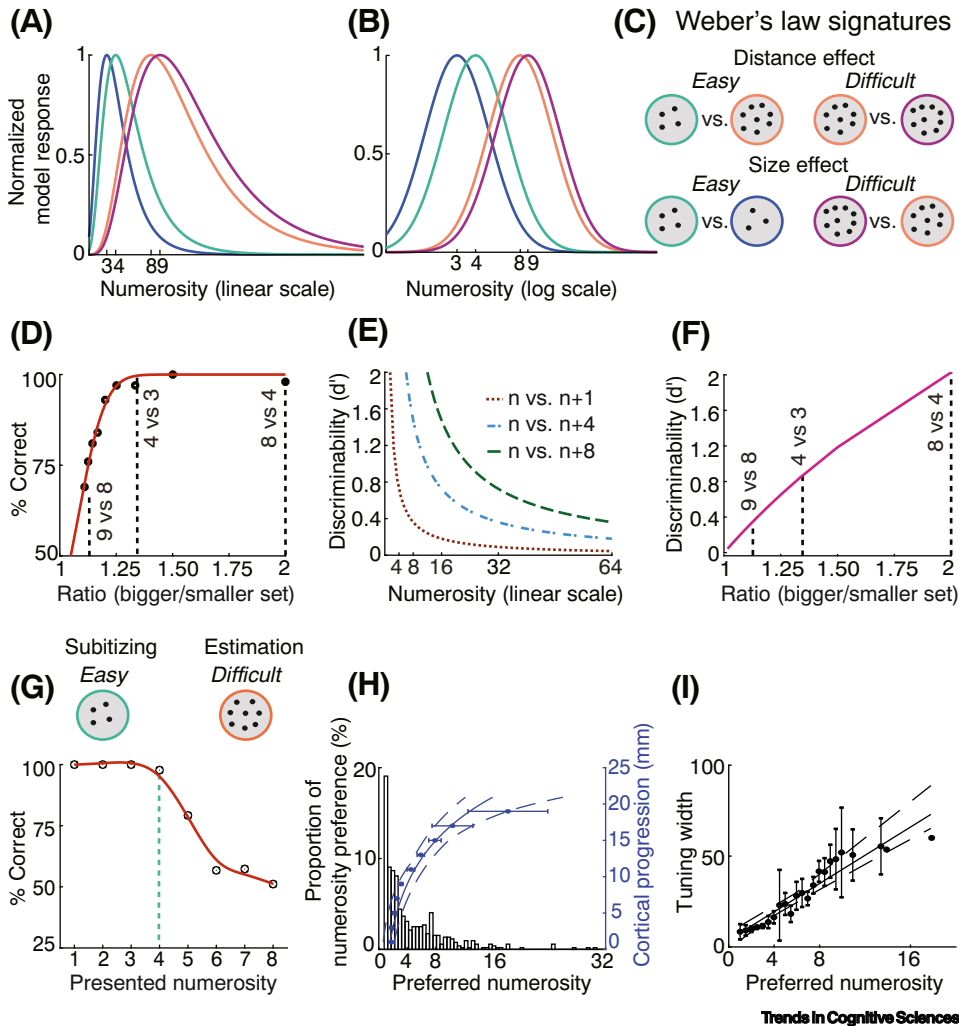 (A)
(B)
(C) Weber's law signatures
Normalized
model response
1
0.5
0
34 89
Numerosity (linear scale)
1
0.5
0
3 4 8 9
Numerosity (log scale)
Distance effect
Easy
Difficult
vs.
vs.
Size effect
Easy
Difficult
vs.
vs.
(D)
% Correct
100
75
50
9 vs 8
4 vs 3
8 vs 4
1 1.25 1.50 1.75 2
Ratio (bigger/smaller set)
(E)
Discriminability (d')
2
1.6
1.2
0.8
0.4
0
n vs. n+1
n vs. n+4
n vs. n+8
4 8 16 32 64
Numerosity (linear scale)
(F)
Discriminability (d')
2
1.6
1.2
0.8
0.4
0
9 vs 8
4 vs 3
8 vs 4
1 1.25 1.50 1.75 2
Ratio (bigger/smaller set)
Subitizing
Easy
Estimation
Difficult
(G)
% Correct
100
75
50
25
1 2 3 4 5 6 7 8
Presented numerosity
(H)
Proportion of
numerosity preference (%)
20
10
0
0 4 8 16 32
Preferred numerosity
Cortical progression (mm)
25
20
15
10
5
0
(I)
Tuning width
100
50
0
0 8 16
Preferred numerosity
Trends in Cognitive Sciences